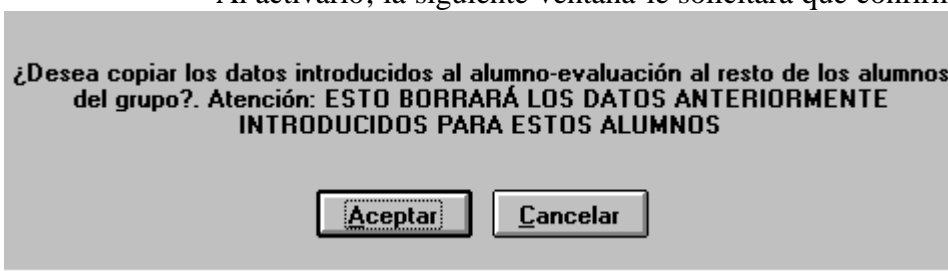 Al activarlo, la siguiente ventana le solicitará que
¿Desea copiar los datos introducidos al alumno-evaluación al resto de los alumnos
del grupo?. Atención: ESTO BORRARÁ LOS DATOS ANTERIORMENTE
INTRODUCIDOS PARA ESTOS ALUMNOS
Aceptar Cancelar